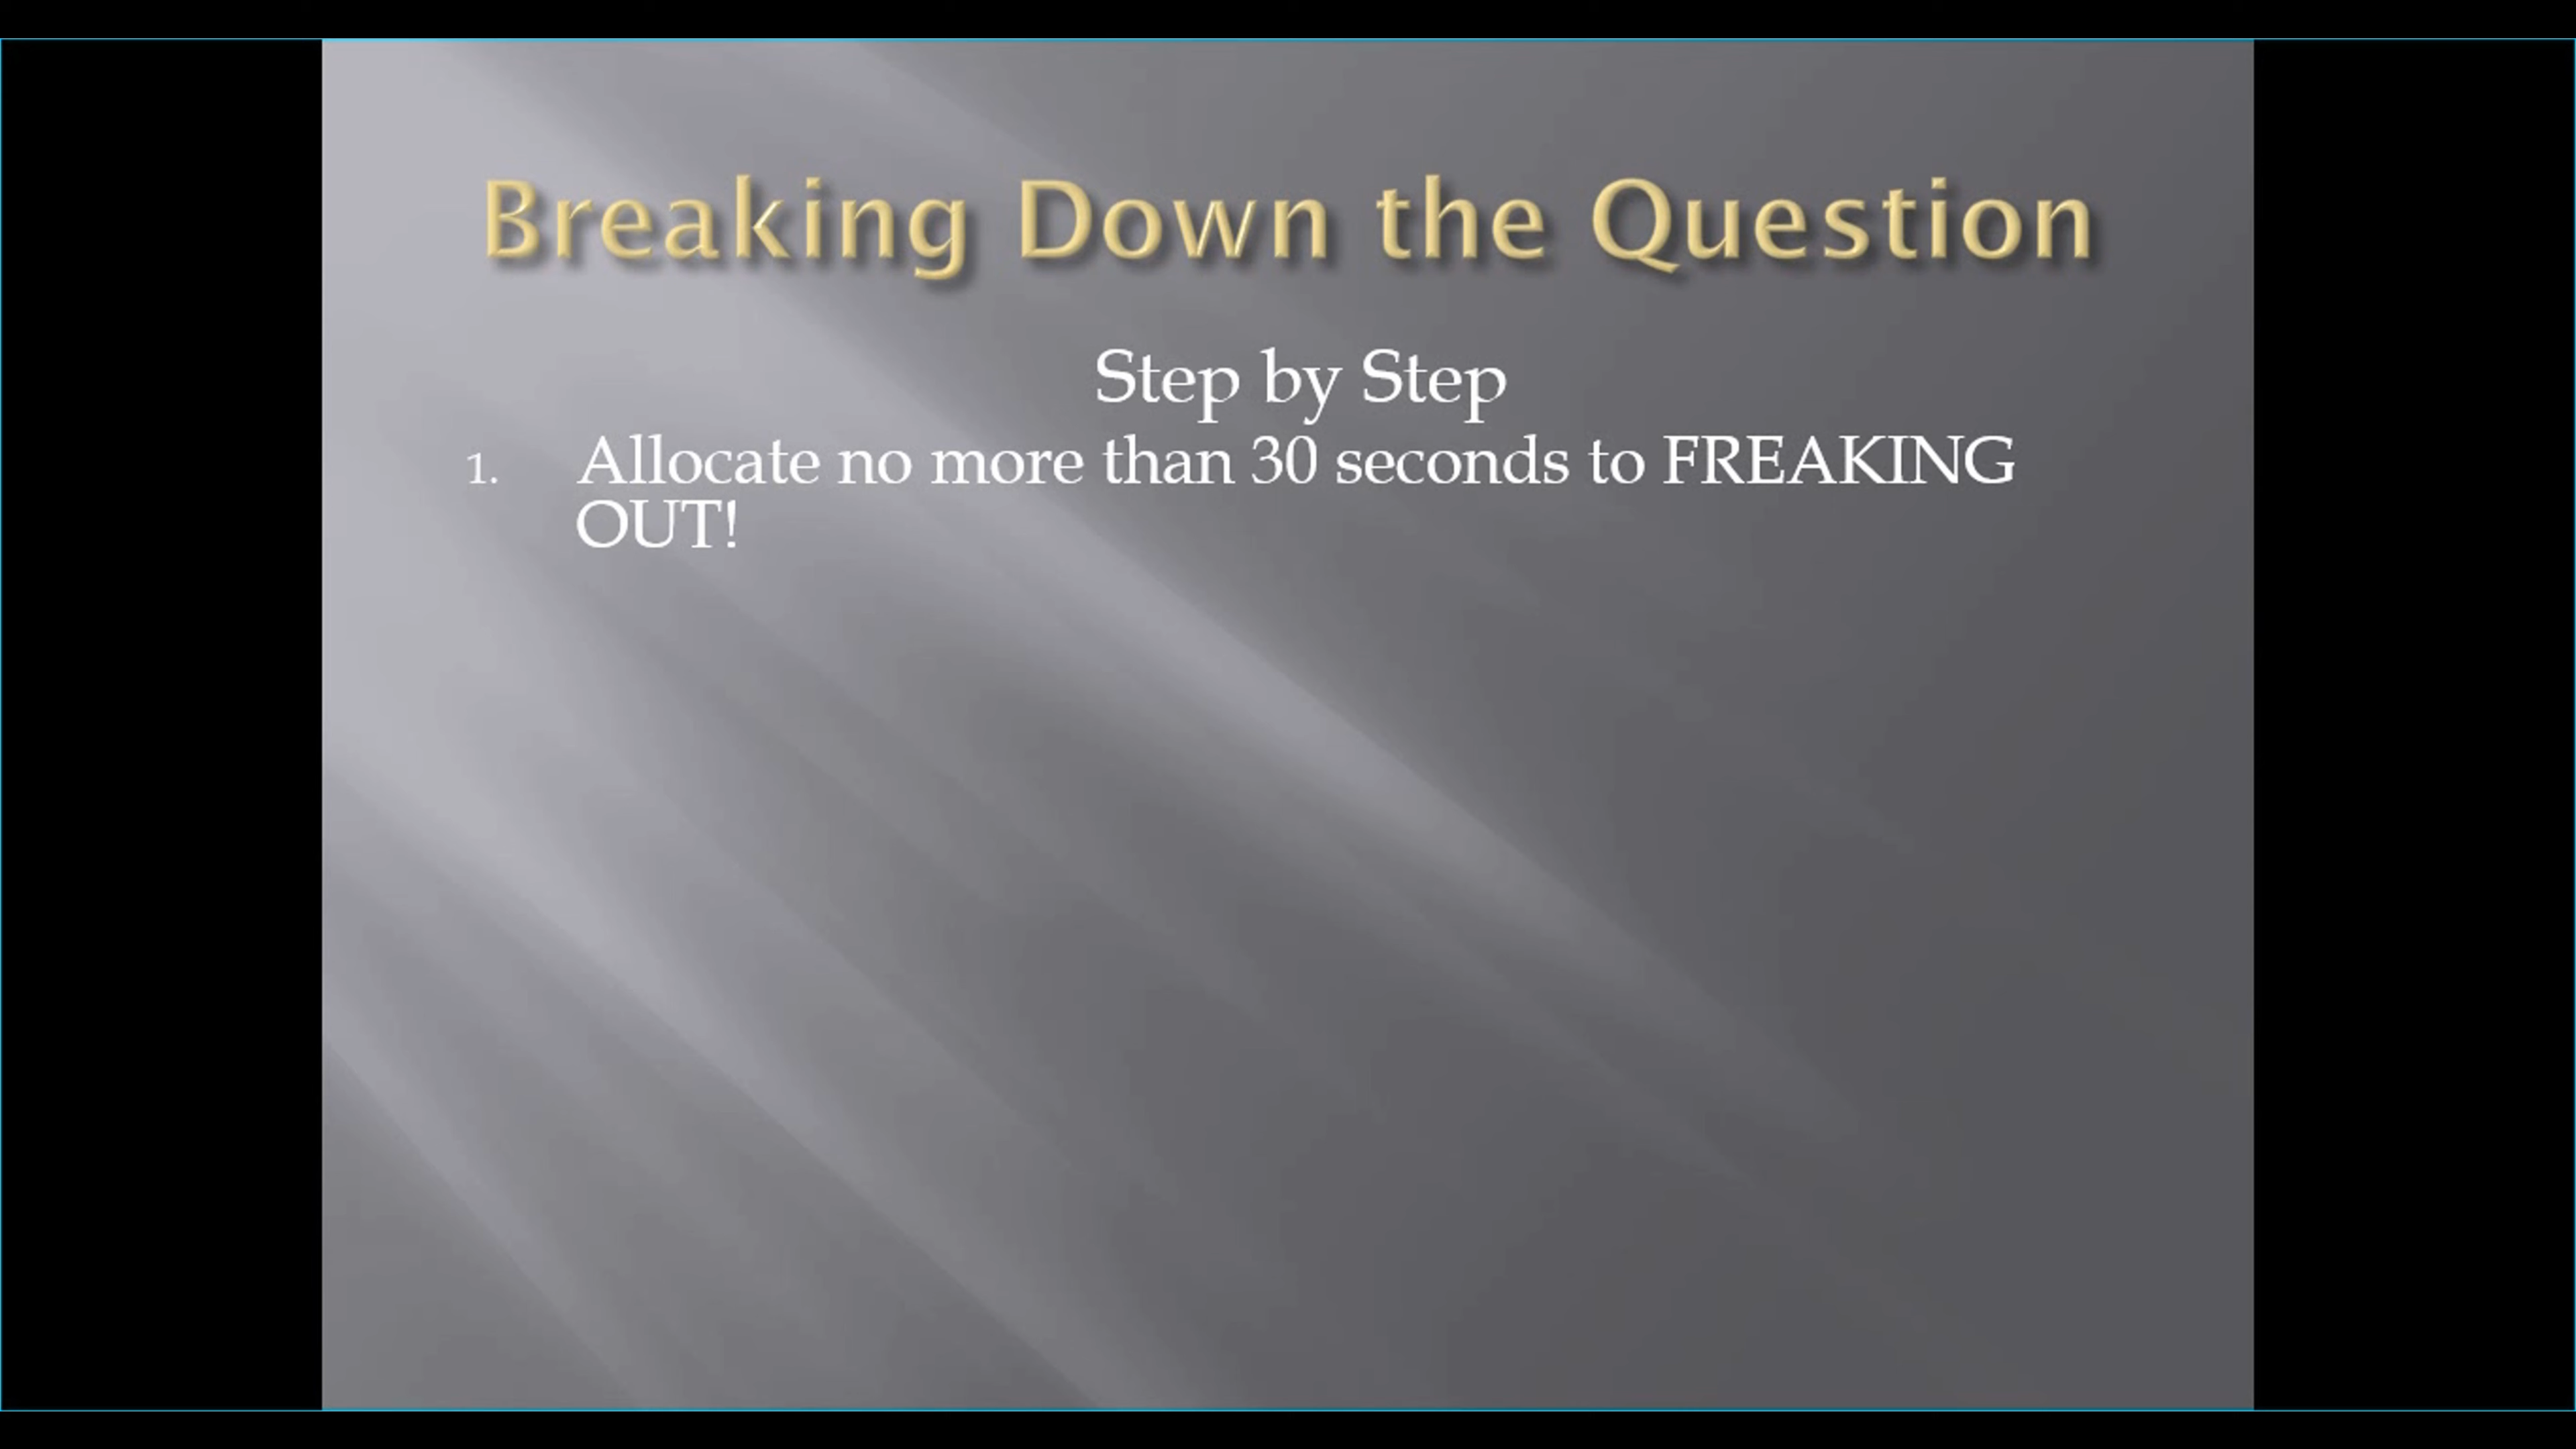 Breaking Down the Question
Step by Step
1. Allocate no more than 30 seconds to FREAKING
OUT!